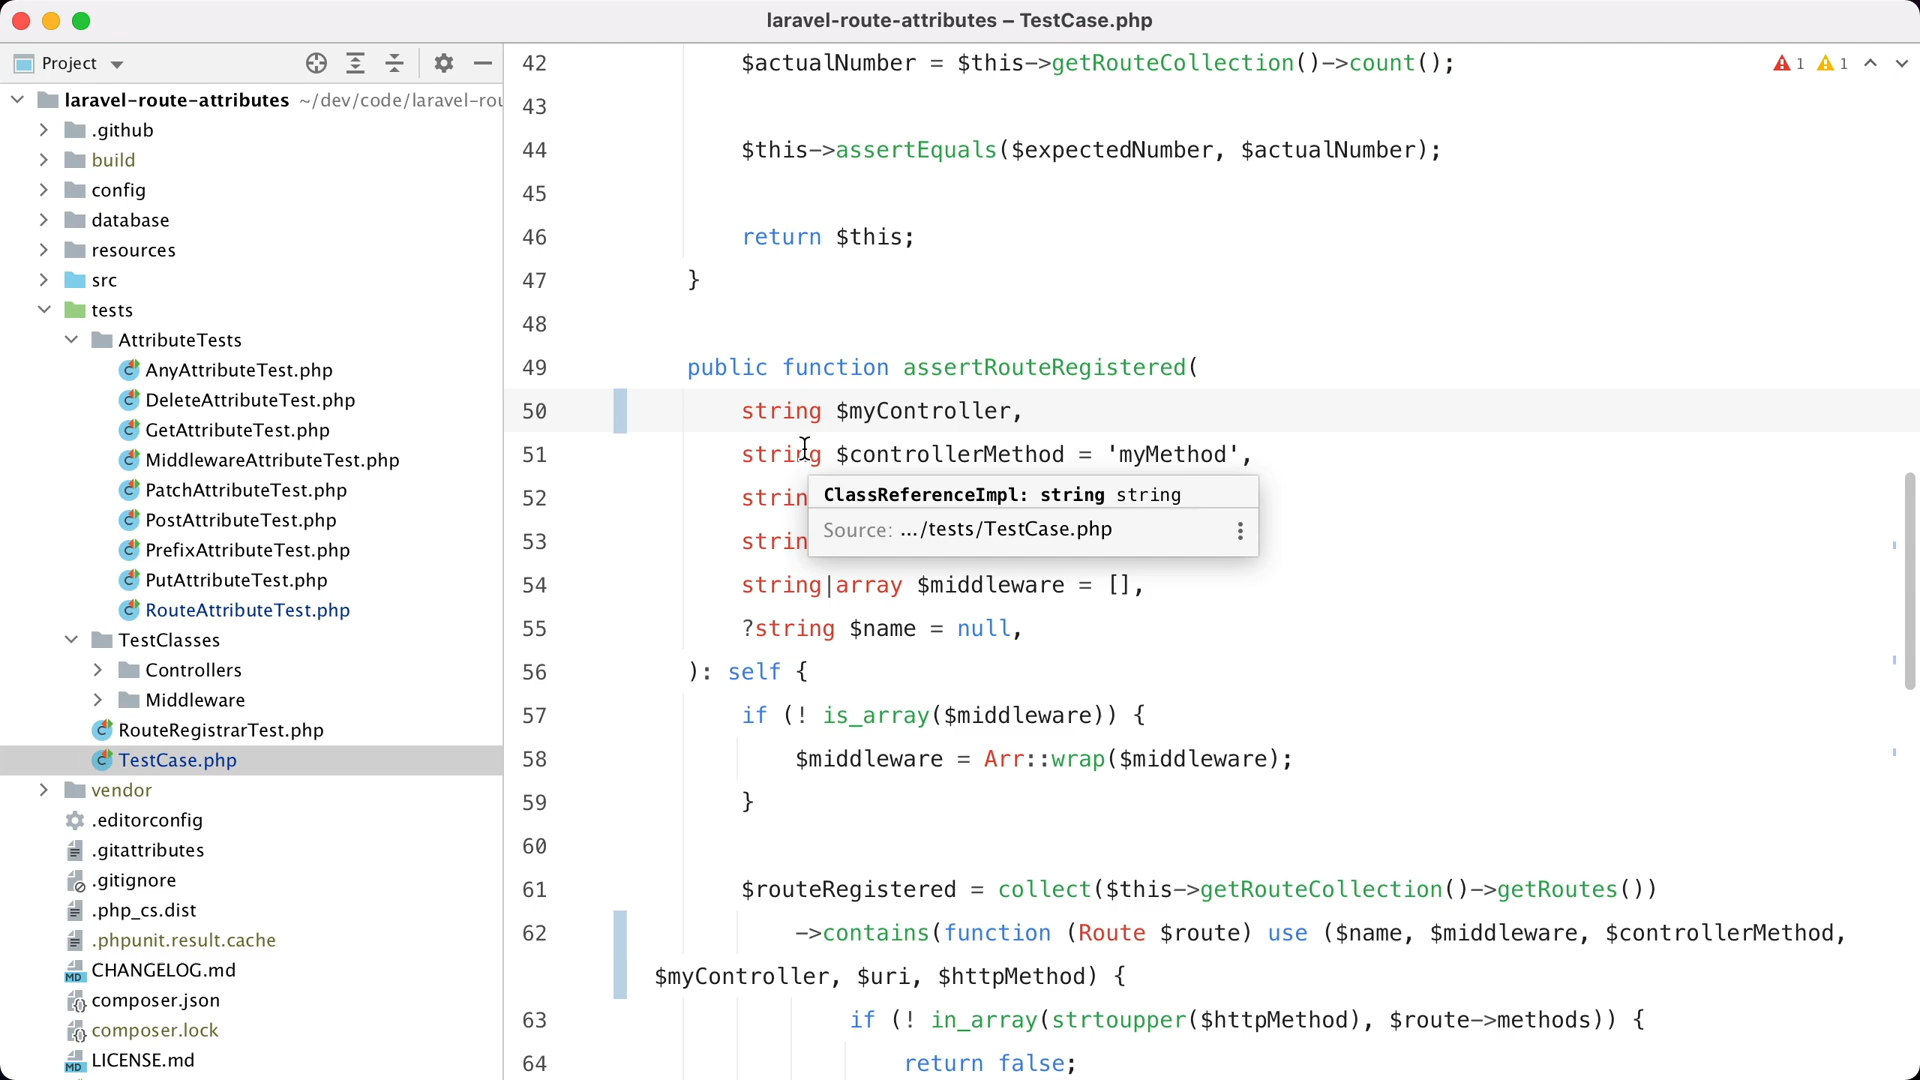 laravel-route-attributes – TestCase.php
Project
laravel-route-attributes ~/dev/code/laravel-rou
.github
build
config
database
resources
src
tests
AttributeTests
AnyAttributeTest.php
DeleteAttributeTest.php
GetAttributeTest.php
MiddlewareAttributeTest.php
PatchAttributeTest.php
PostAttributeTest.php
PrefixAttributeTest.php
PutAttributeTest.php
RouteAttributeTest.php
TestClasses
Controllers
Middleware
RouteRegistrarTest.php
TestCase.php
vendor
.editorconfig
.gitattributes
.gitignore
.php_cs.dist
.phpunit.result.cache
CHANGELOG.md
composer.json
composer.lock
LICENSE.md
1 1
42 $actualNumber = $this->getRouteCollection()->count();
43
44 $this->assertEquals($expectedNumber, $actualNumber);
45
46 return $this;
47 }
48
49 public function assertRouteRegistered(
50 string $myController,
51 string $controllerMethod = 'myMethod',
52 strin
ClassReferenceImpl: string string
53 strin
Source: .../tests/TestCase.php
54 string|array $middleware = [],
55 ?string $name = null,
56 ): self {
57 if (! is_array($middleware)) {
58 $middleware = Arr::wrap($middleware);
59 }
60
61 $routeRegistered = collect($this->getRouteCollection()->getRoutes())
62 ->contains(function (Route $route) use ($name, $middleware, $controllerMethod,
$myController, $uri, $httpMethod) {
63 if (! in_array(strtoupper($httpMethod), $route->methods)) {
64 return false;